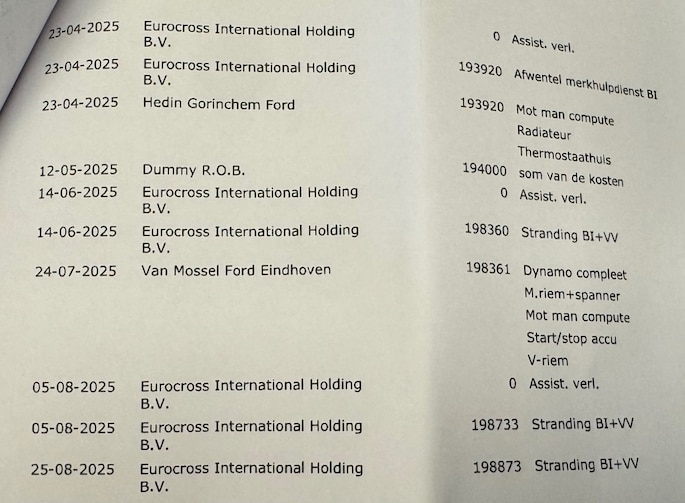 23-04-2025 Eurocross International Holding 0 Assist. verl.
B.V.
23-04-2025 Eurocross International Holding 193920 Afwentel merkhulpdienst BI
B.V.
23-04-2025 Hedin Gorinchem Ford 193920 Mot man compute
Radiateur
Thermostaathuis
12-05-2025 Dummy R.O.B. 194000 som van de kosten
14-06-2025 Eurocross International Holding 0 Assist. verl.
B.V.
14-06-2025 Eurocross International Holding 198360 Stranding BI+VV
B.V.
24-07-2025 Van Mossel Ford Eindhoven 198361 Dynamo compleet
M.riem+spanner
Mot man compute
Start/stop accu
V-riem
05-08-2025 Eurocross International Holding 0 Assist. verl.
B.V.
05-08-2025 Eurocross International Holding 198733 Stranding BI+VV
B.V.
25-08-2025 Eurocross International Holding 198873 Stranding BI+VV
B.V.